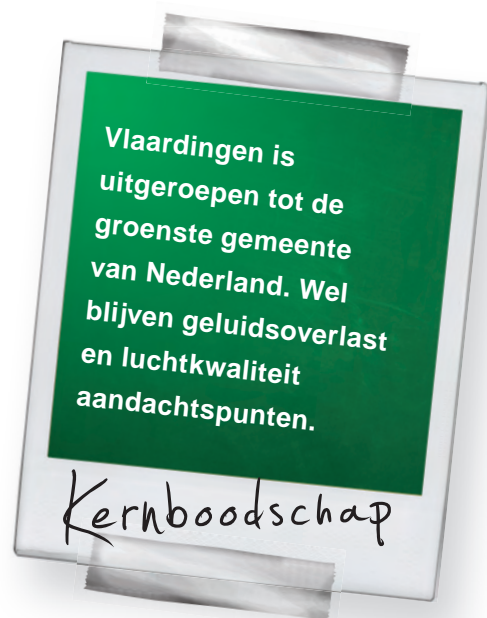 Vlaardingen is
uitgeroepen tot de
groenste gemeente
van Nederland. Wel
blijven geluidsoverlast
en luchtkwaliteit
aandachtspunten.
Kernboodschap